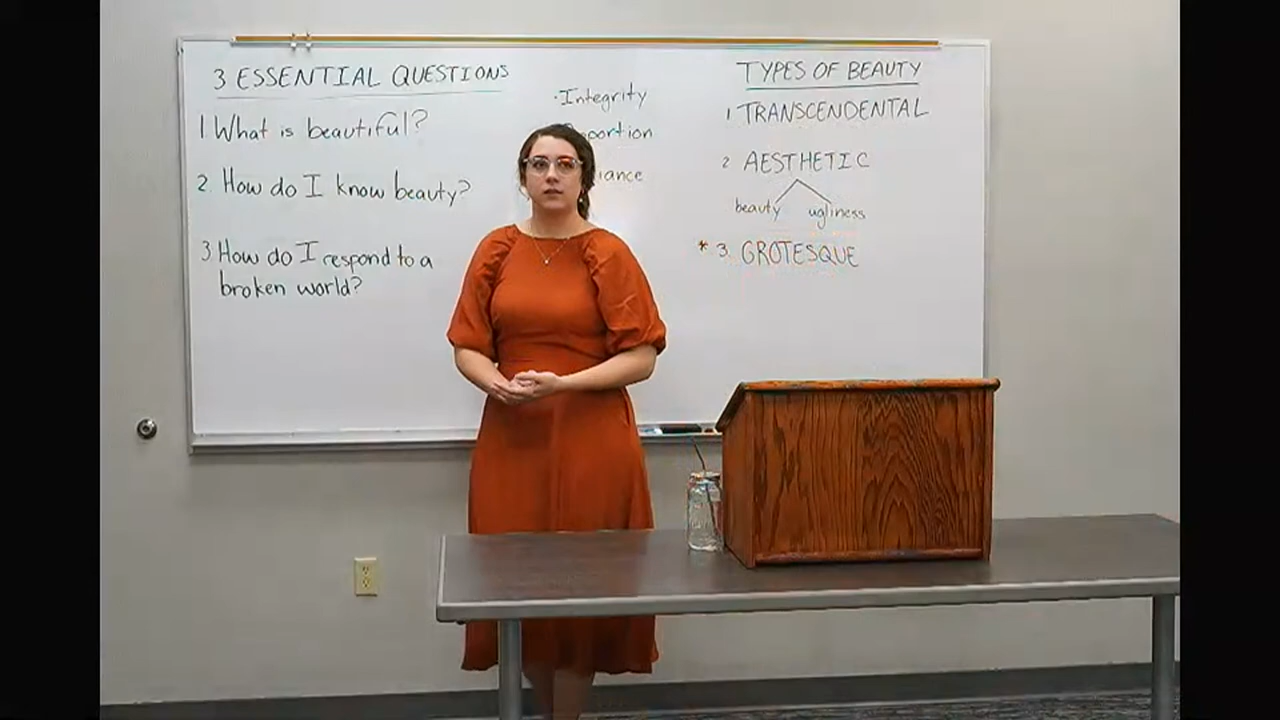 3 ESSENTIAL QUESTIONS
1 What is beautiful?
2. How do I know beauty?
3 How do I respond to a
broken world?
· Integrity
TYPES OF BEAUTY
1 TRANSCENDENTAL
2 AESTHETIC
beauty ugliness
* 3. GROTESQUE